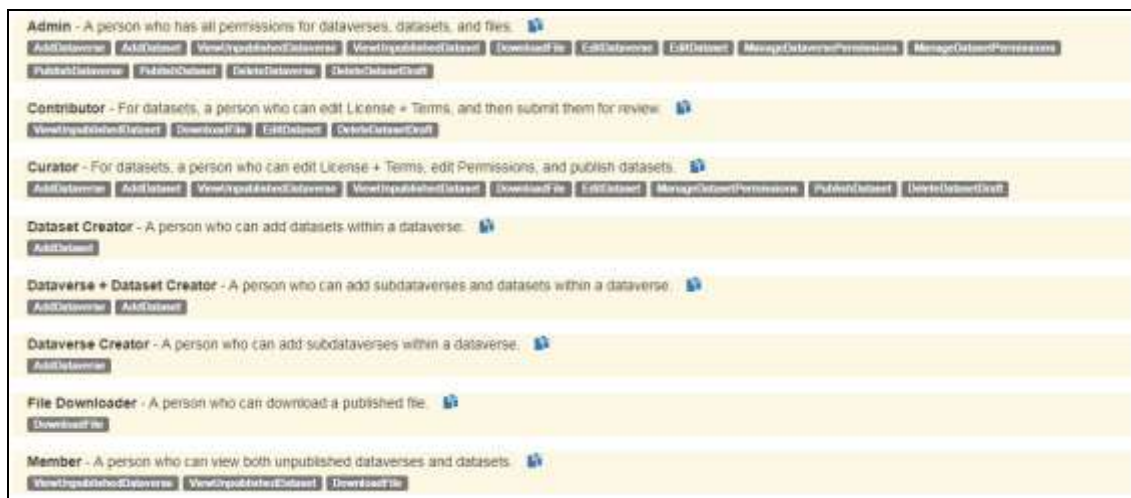 Admin - A person who has all permissions for dataverses, datasets, and files.
AddDataverse AddDataset ViewUnpublishedDataverse ViewUnpublishedDataset DownloadFile EditDataverse EditDataset ManageDataversePermissions ManageDatasetPermissions
PublishDataverse PublishDataset DeleteDataverse DeleteDatasetDraft
Contributor - For datasets, a person who can edit License + Terms, and then submit them for review.
ViewUnpublishedDataset DownloadFile EditDataset DeleteDatasetDraft
Curator - For datasets, a person who can edit License + Terms, edit Permissions, and publish datasets.
AddDataverse AddDataset ViewUnpublishedDataverse ViewUnpublishedDataset DownloadFile EditDataset ManageDatasetPermissions PublishDataset DeleteDatasetDraft
Dataset Creator - A person who can add datasets within a dataverse.
AddDataset
Dataverse + Dataset Creator - A person who can add subdataverses and datasets within a dataverse.
AddDataverse AddDataset
Dataverse Creator - A person who can add subdataverses within a dataverse.
AddDataverse
File Downloader - A person who can download a published file.
DownloadFile
Member - A person who can view both unpublished dataverses and datasets.
ViewUnpublishedDataverse ViewUnpublishedDataset DownloadFile